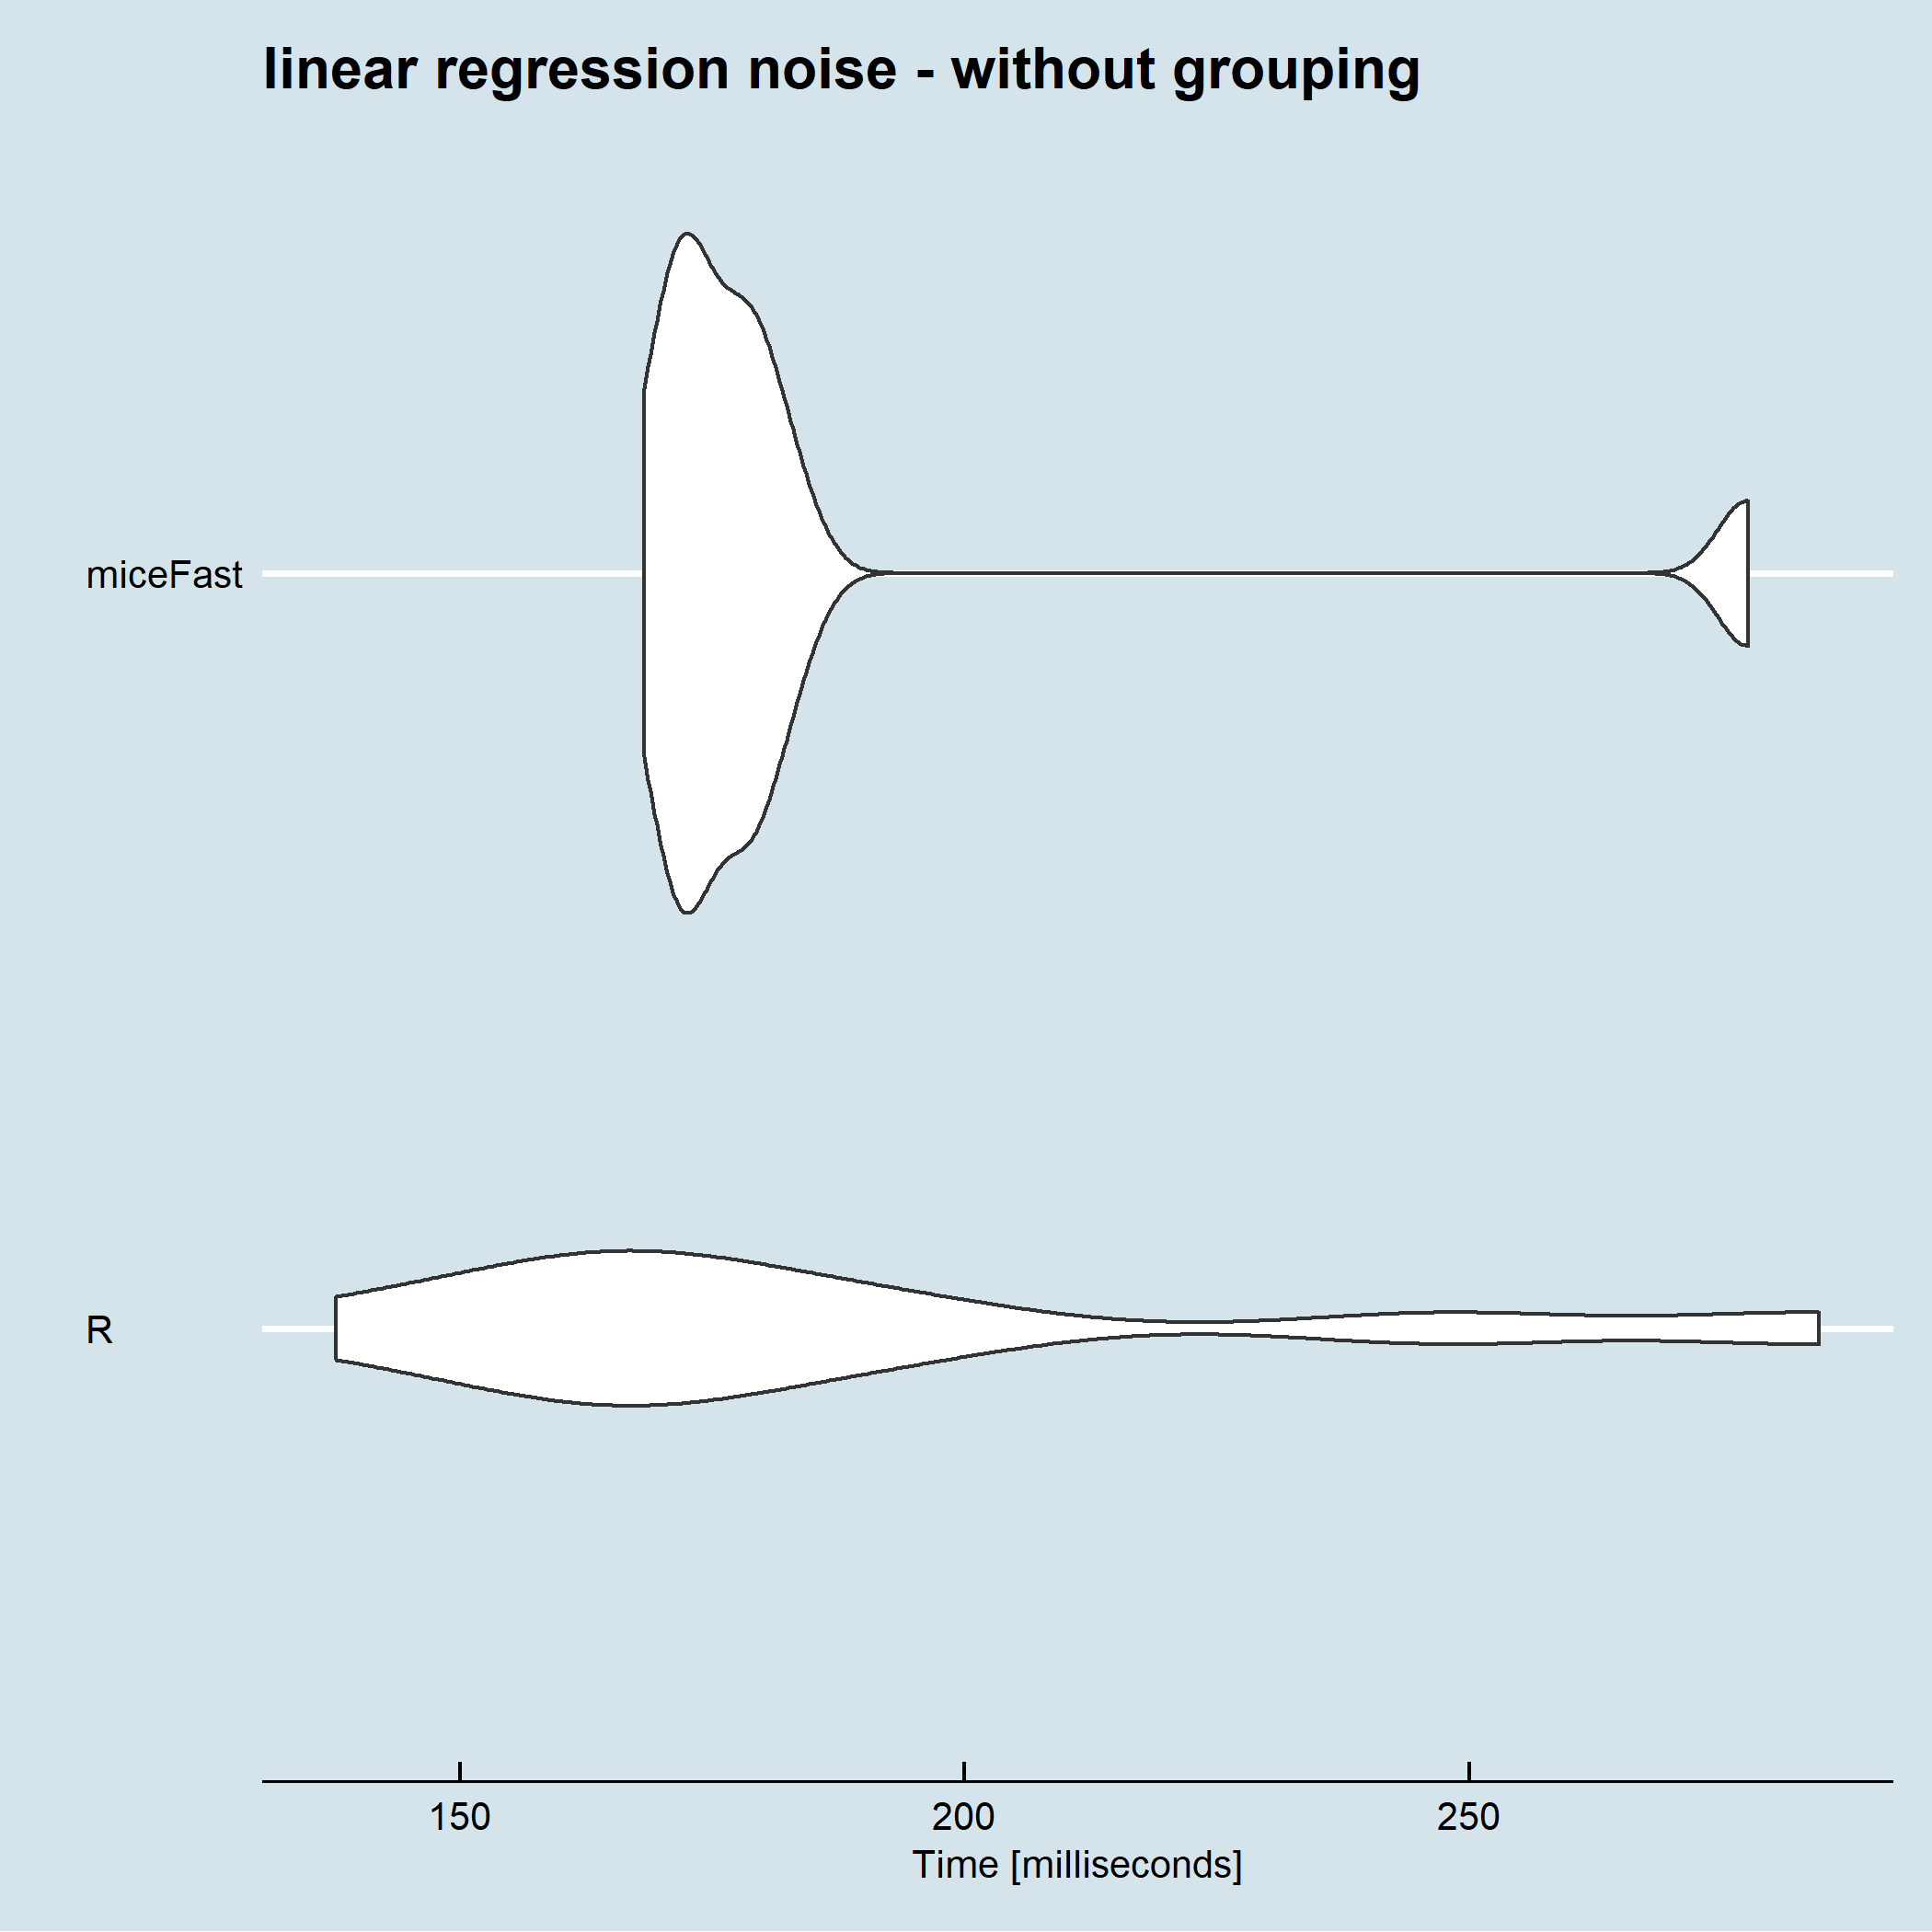 linear regression noise - without grouping
miceFast
R
150 200 250
Time [milliseconds]